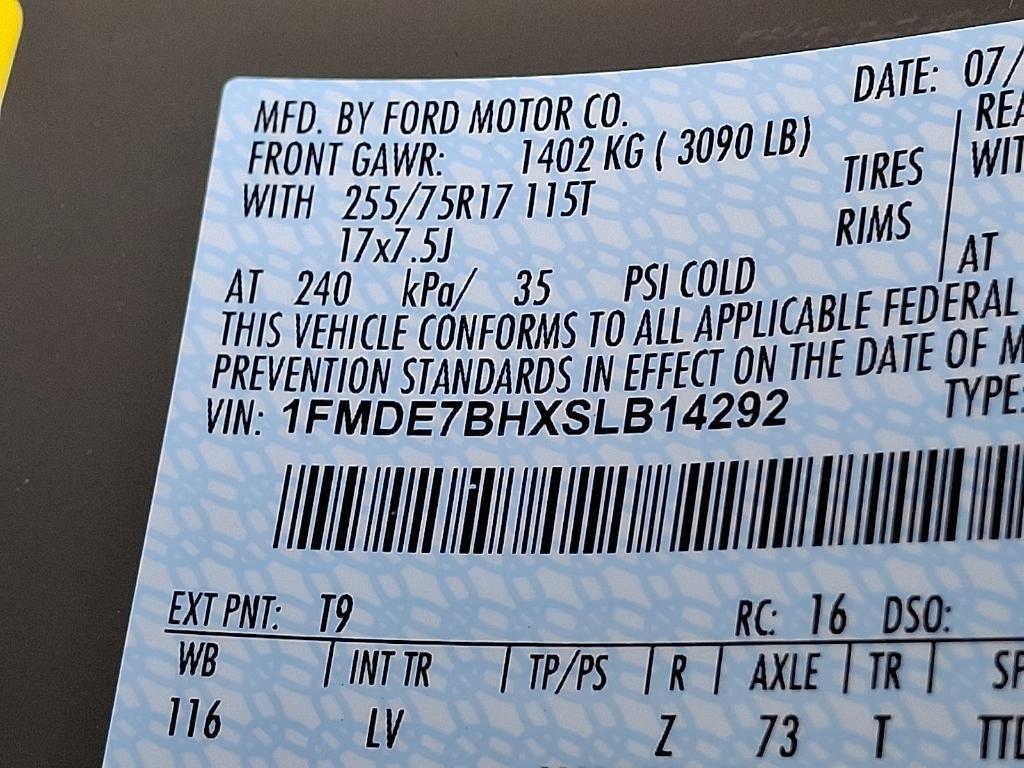 DATE: 07/
MFD. BY FORD MOTOR CO.
FRONT GAWR: 1402 KG ( 3090 LB)
WITH 255/75R17 115T TIRES
17x7.5J RIMS
AT 240 kPa/ 35 PSI COLD AT
THIS VEHICLE CONFORMS TO ALL APPLICABLE FEDERAL
PREVENTION STANDARDS IN EFFECT ON THE DATE OF
VIN: 1FMDE7BHXSLB14292 TYPE:
EXT PNT: T9 RC: 16 DSO:
WB INT TR TP/PS R AXLE TR
116 LV Z 73 T